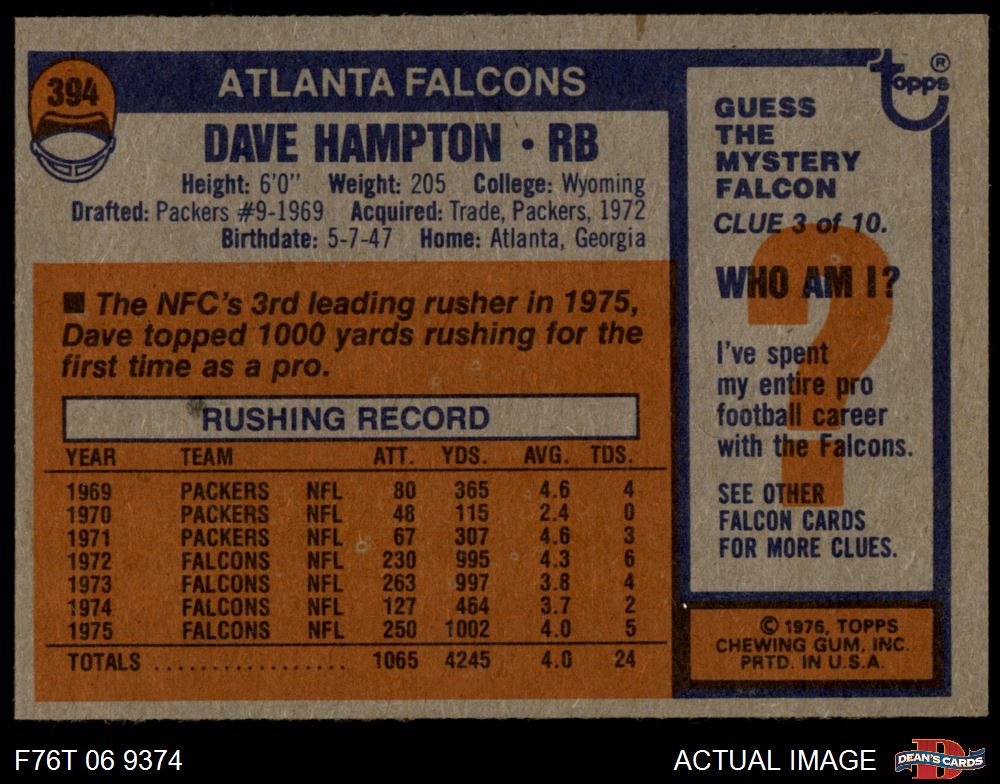 394
ATLANTA FALCONS
DAVE HAMPTON • RB
Height: 6'0" Weight: 205 College: Wyoming
Drafted: Packers #9-1969 Acquired: Trade, Packers, 1972
Birthdate: 5-7-47 Home: Atlanta, Georgia
■ The NFC's 3rd leading rusher in 1975,
Dave topped 1000 yards rushing for the
first time as a pro.
RUSHING RECORD
YEAR TEAM ATT. YDS. AVG. TDS.
1969 PACKERS NFL 80 365 4.6 4
1970 PACKERS NFL 48 115 2.4 0
1971 PACKERS NFL 67 307 4.6 3
1972 FALCONS NFL 230 995 4.3 6
1973 FALCONS NFL 263 997 3.8 4
1974 FALCONS NFL 127 464 3.7 2
1975 FALCONS NFL 250 1002 4.0 5
TOTALS .................. 1065 4245 4.0 24
topps®
GUESS
THE
MYSTERY
FALCON
CLUE 3 of 10.
?
WHO AM I?
I've spent
my entire pro
football career
with the Falcons.
SEE OTHER
FALCON CARDS
FOR MORE CLUES.
© 1976, TOPPS
CHEWING GUM, INC.
PRTD. IN U.S.A.
F76T 06 9374
ACTUAL IMAGE
D
DEAN'S CARDS